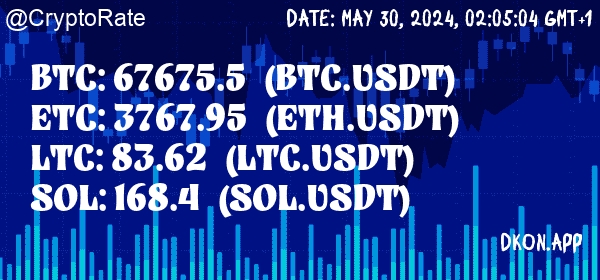 @CryptoRate
DATE: MAY 30, 2024, 02:05:04 GMT+1
BTC: 67675.5 (BTC.USDT)
ETC: 3767.95 (ETH.USDT)
LTC: 83.62 (LTC.USDT)
SOL: 168.4 (SOL.USDT)
DKON.APP